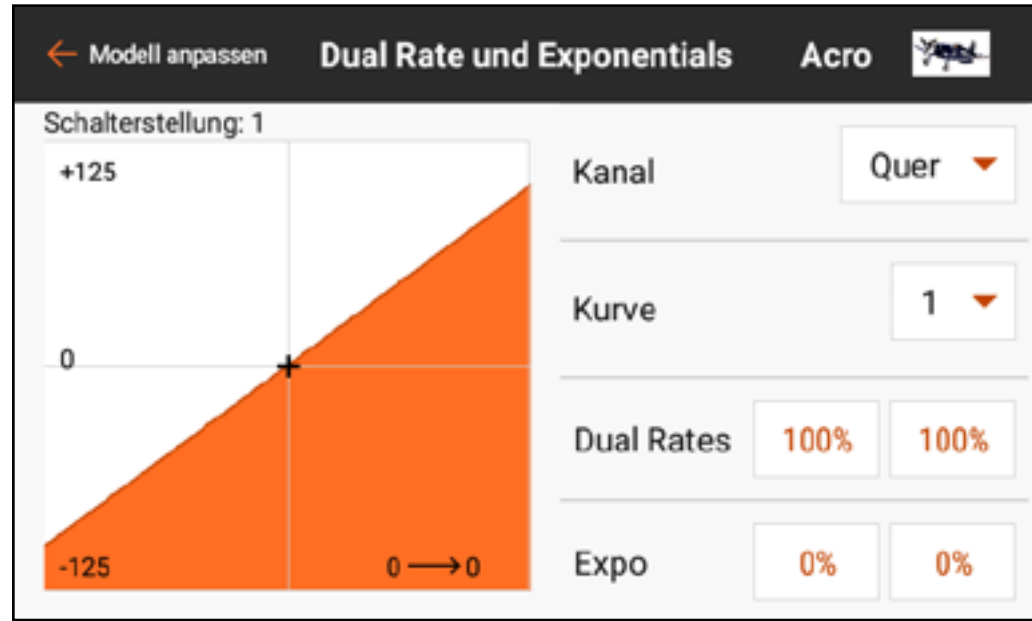 ← Modell anpassen Dual Rate und Exponentials Acro
Schalterstellung: 1
+125
0
-125
0 → 0
Kanal Quer
Kurve 1
Dual Rates 100% 100%
Expo 0% 0%